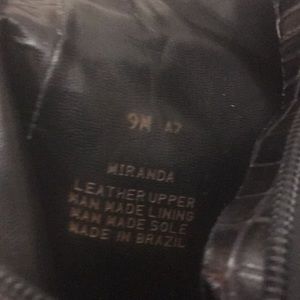 9M A7
MIRANDA
LEATHER UPPER
MAN MADE LINING
MAN MADE SOLE
MADE IN BRAZIL